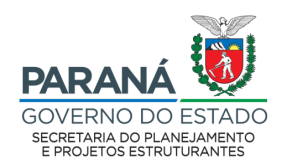 PARANÁ
GOVERNO DO ESTADO
SECRETARIA DO PLANEJAMENTO
E PROJETOS ESTRUTURANTES